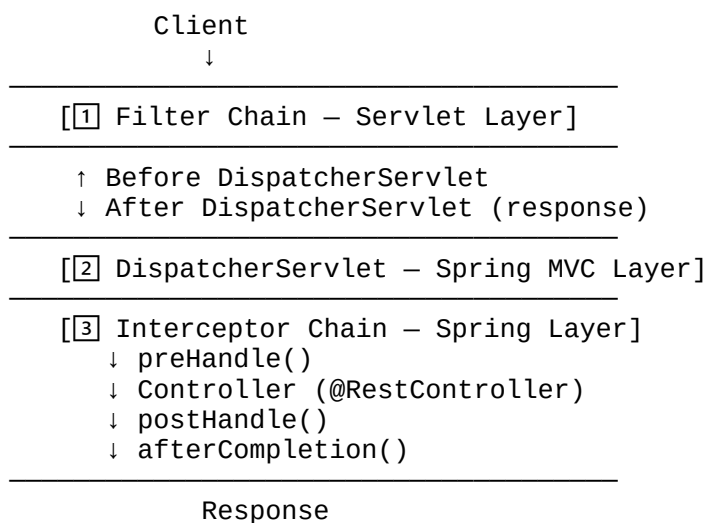 Client
↓
[1️⃣ Filter Chain — Servlet Layer]
↑ Before DispatcherServlet
↓ After DispatcherServlet (response)
[2️⃣ DispatcherServlet — Spring MVC Layer]
[3️⃣ Interceptor Chain — Spring Layer]
↓ preHandle()
↓ Controller (@RestController)
↓ postHandle()
↓ afterCompletion()
Response